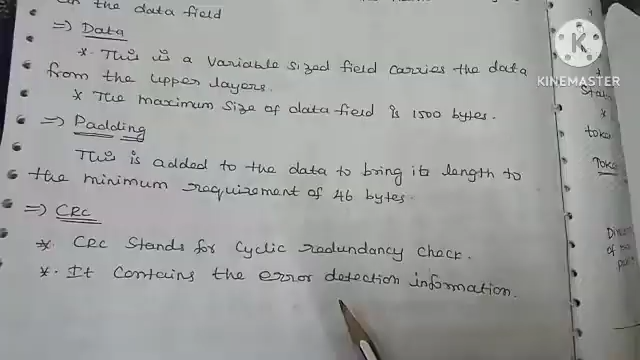 in the data field
=> Data
* This is a variable sized field carries the data
from the upper layers.
* The maximum size of data field is 1500 bytes.
=> Padding
This is added to the data to bring its length to
the minimum requirement of 46 bytes.
=> CRC
* CRC stands for cyclic redundancy check.
* It contains the error detection information.
KINEMASTER